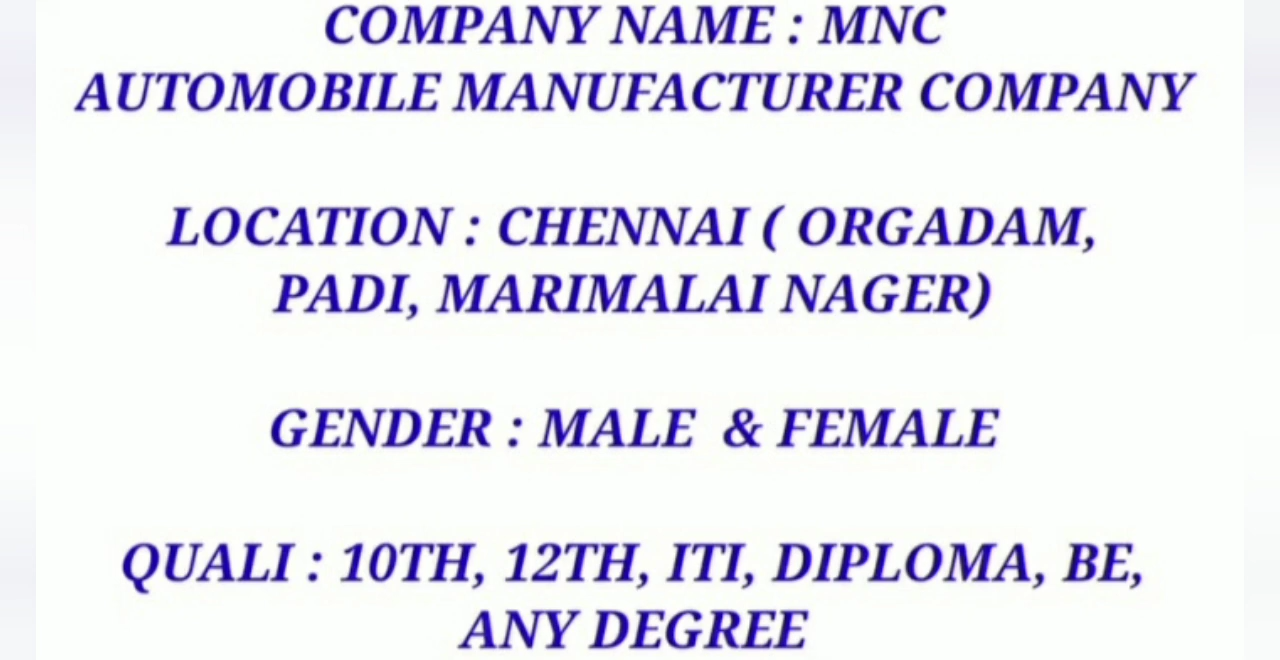 COMPANY NAME : MNC
AUTOMOBILE MANUFACTURER COMPANY
LOCATION : CHENNAI ( ORGADAM,
PADI, MARIMALAI NAGER)
GENDER : MALE & FEMALE
QUALI : 10TH, 12TH, ITI, DIPLOMA, BE,
ANY DEGREE